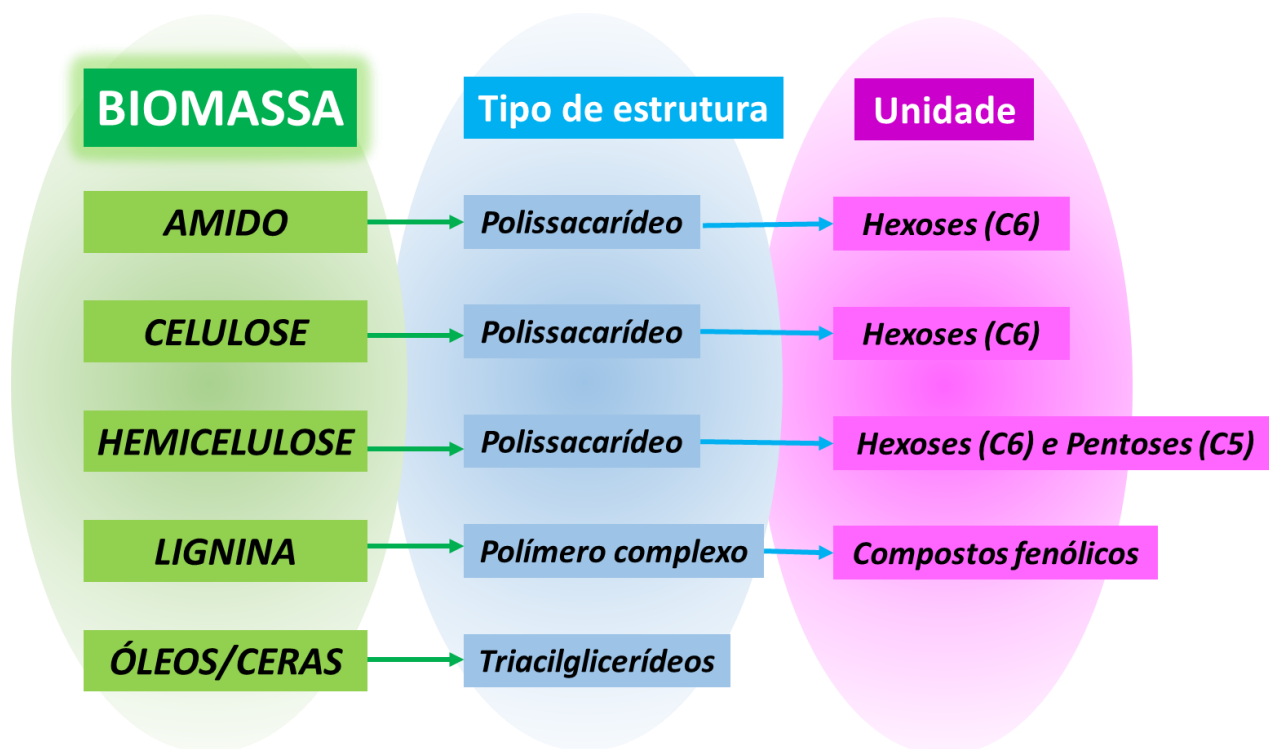 BIOMASSA
Tipo de estrutura
Unidade
AMIDO
Polissacarídeo
Hexoses (C6)
CELULOSE
Polissacarídeo
Hexoses (C6)
HEMICELULOSE
Polissacarídeo
Hexoses (C6) e Pentoses (C5)
LIGNINA
Polímero complexo
Compostos fenólicos
ÓLEOS/CERAS
Triacilglicerídeos